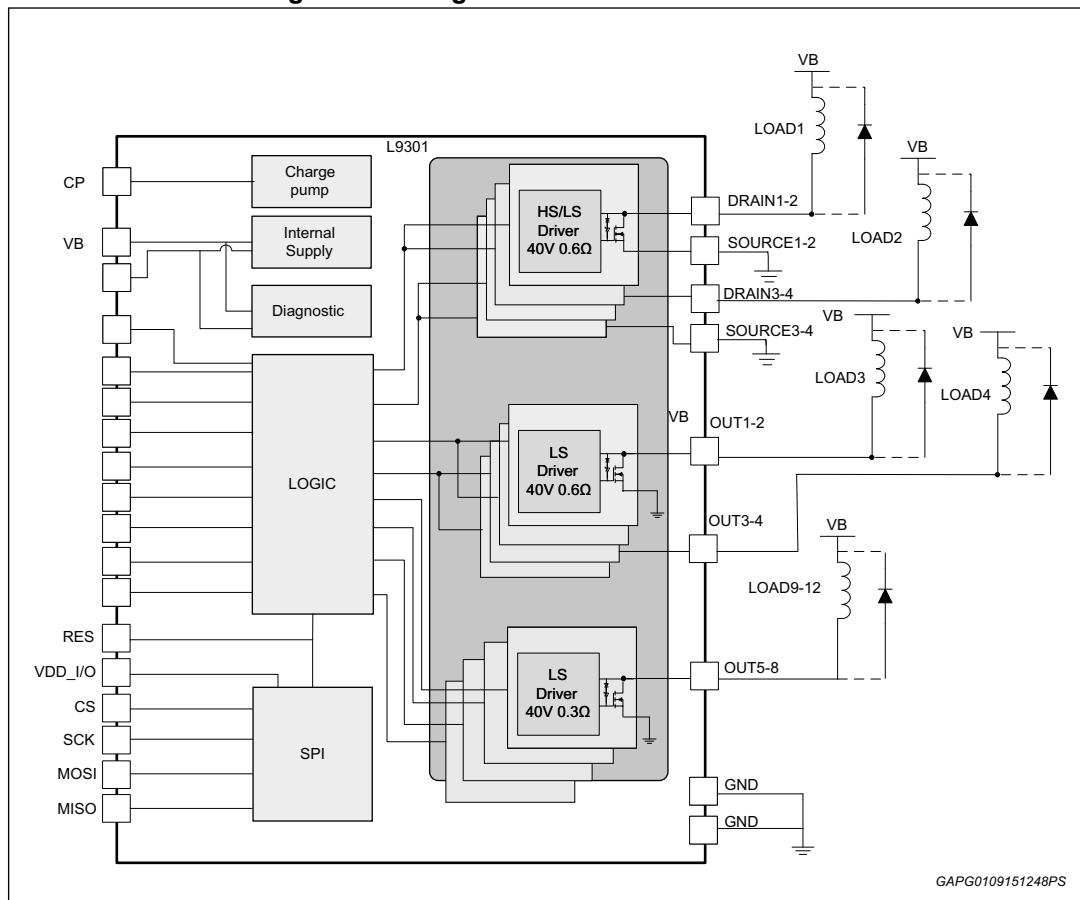 L9301
CP
VB
RES
VDD_I/O
CS
SCK
MOSI
MISO
Charge
pump
Internal
Supply
Diagnostic
LOGIC
SPI
HS/LS
Driver
40V 0.6Ω
LS
Driver
40V 0.6Ω
LS
Driver
40V 0.3Ω
DRAIN1-2
SOURCE1-2
DRAIN3-4
SOURCE3-4
VB
OUT1-2
OUT3-4
OUT5-8
GND
GND
VB
LOAD1
VB
LOAD2
VB
LOAD3
VB
LOAD4
VB
LOAD9-12
GAPG0109151248PS